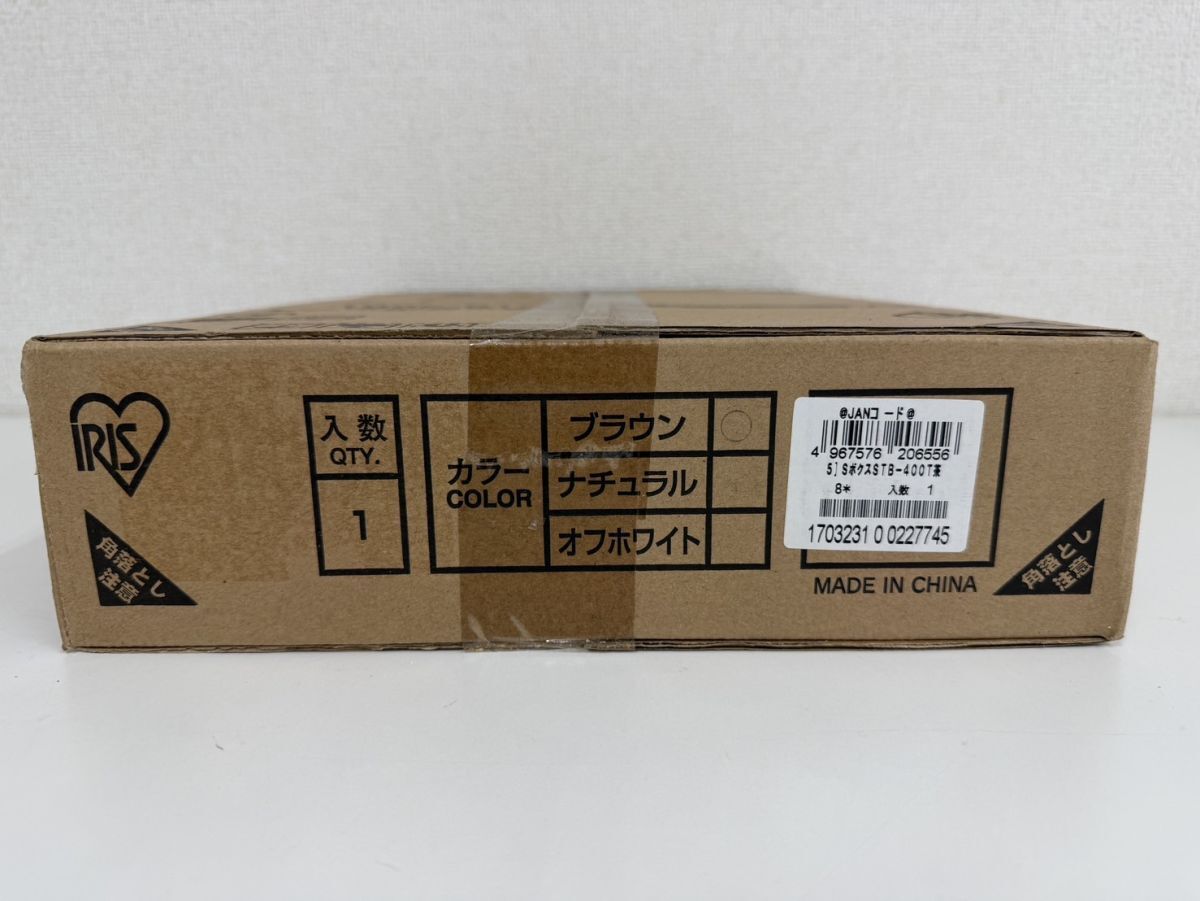 IRIS
角落とし
注意
入数
QTY.
1
カラー
COLOR
ブラウン
ナチュラル
オフホワイト
@JANコード@
4 967576 206556
5]SボクスSTB-400T茶
8* 入数 1
1703231 0 0227745
MADE IN CHINA
角落とし
注意